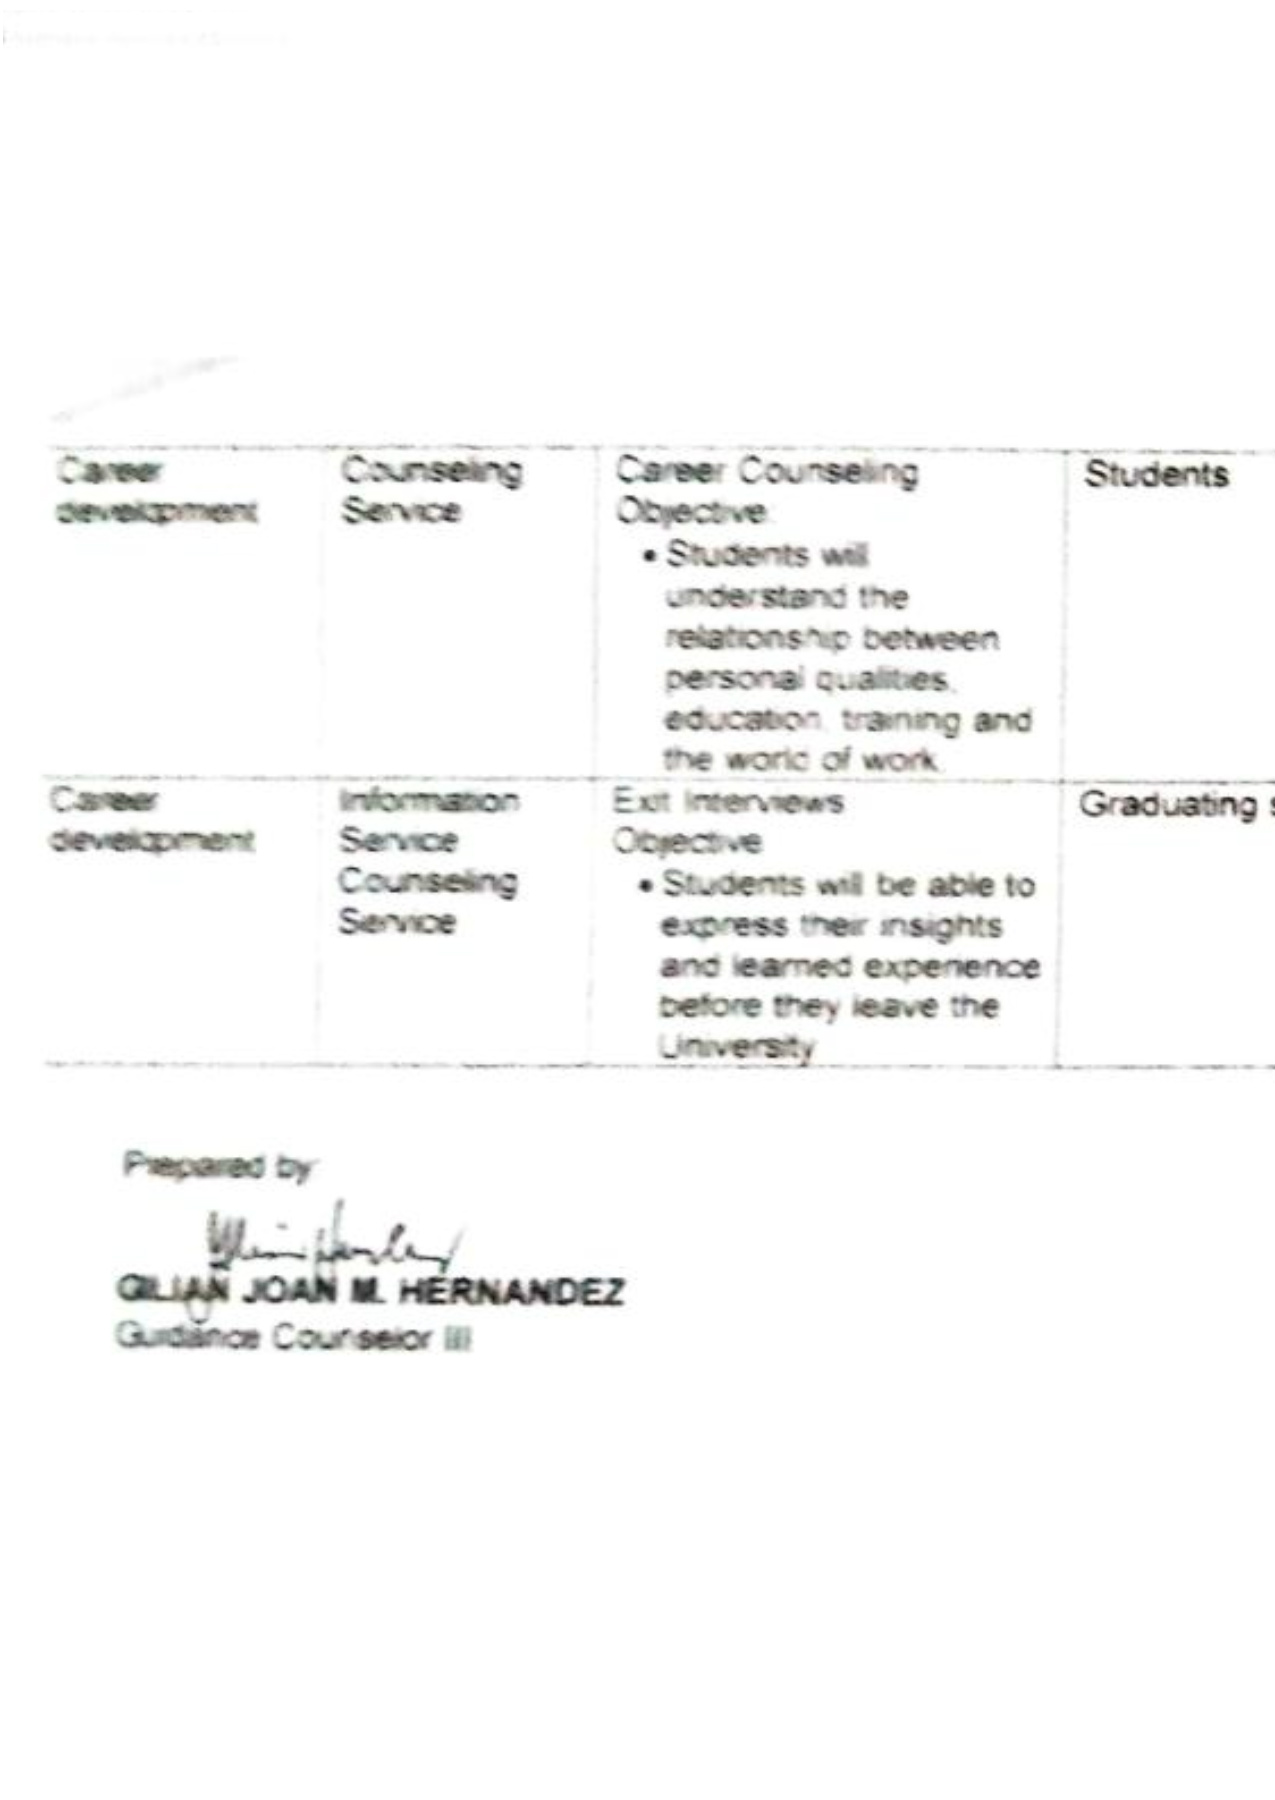 Career
development
Counseling
Service
Career Counseling
Objective:
• Students will
understand the
relationship between
personal qualities,
education, training and
the world of work.
Students
Career
development
Information
Service
Counseling
Service
Exit Interviews
Objective
• Students will be able to
express their insights
and learned experience
before they leave the
University
Graduating s
Prepared by
GILIAN JOAN M. HERNANDEZ
Guidance Counselor III